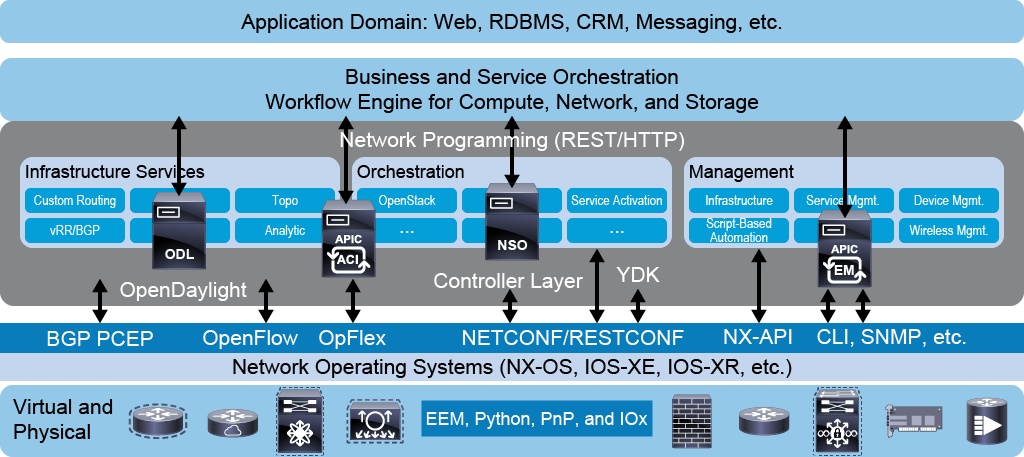 Application Domain: Web, RDBMS, CRM, Messaging, etc.
Business and Service Orchestration
Workflow Engine for Compute, Network, and Storage
Network Programming (REST/HTTP)
Infrastructure Services
Orchestration
Management
Custom Routing
Topo
OpenStack
Service Activation
Infrastructure
Service Mgmt.
Device Mgmt.
vRR/BGP
Analytic
...
...
Script-Based
Automation
Wireless Mgmt.
ODL
APIC
ACI
NSO
APIC
EM
OpenDaylight
Controller Layer
YDK
BGP PCEP
OpenFlow
OpFlex
NETCONF/RESTCONF
NX-API
CLI, SNMP, etc.
Network Operating Systems (NX-OS, IOS-XE, IOS-XR, etc.)
Virtual and
Physical
EEM, Python, PnP, and IOx